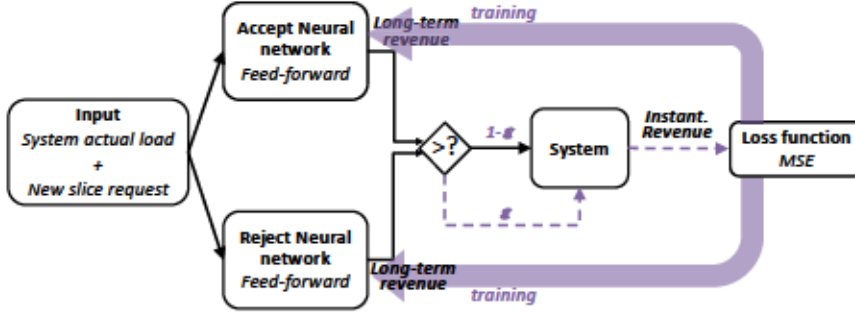 Accept Neural
network
Feed-forward
Long-term
revenue
training
Input
System actual load
+
New slice request
>?
1-ε
ε
System
Instant.
Revenue
Loss function
MSE
Reject Neural
network
Feed-forward
Long-term
revenue
training